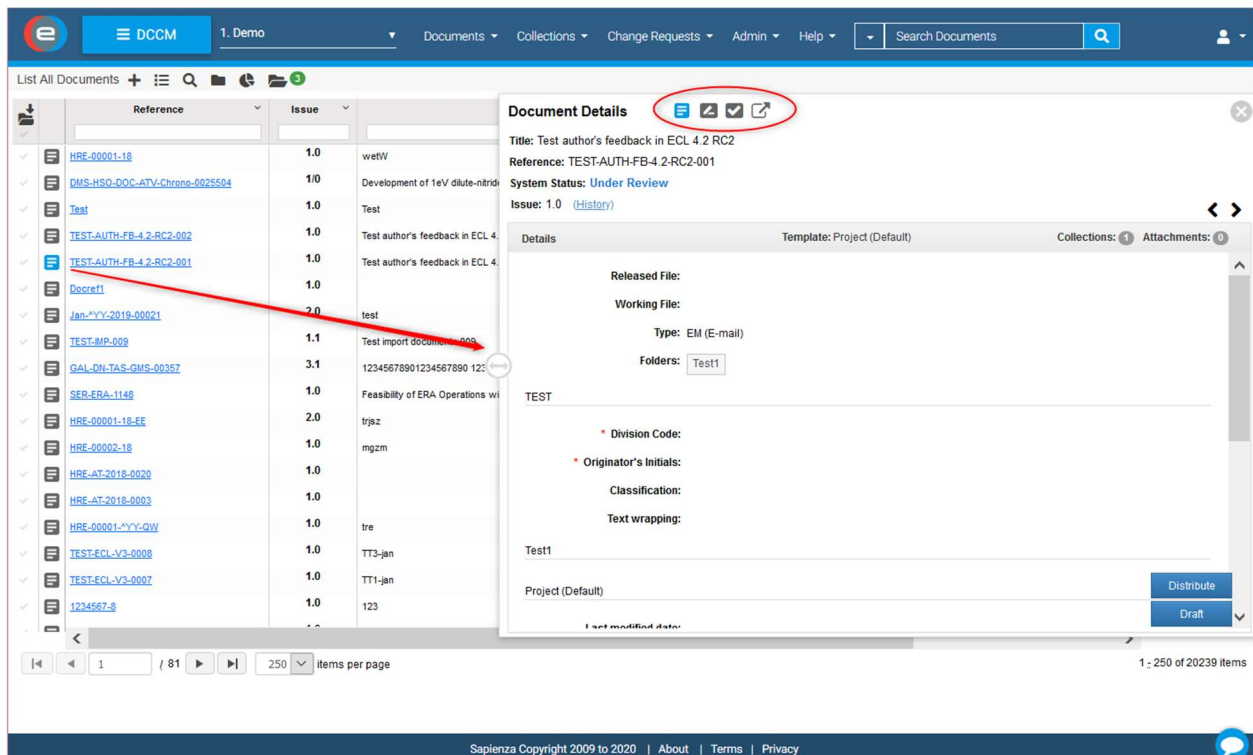 e DCCM 1. Demo Documents Collections Change Requests Admin Help Search Documents
List All Documents 3
Reference Issue
HRE-00001-18 1.0 wetW
DMS-HSO-DOC-ATV-Chrono-0025504 1/0 Development of 1eV dilute-nitride
Test 1.0 Test
TEST-AUTH-FB-4.2-RC2-002 1.0 Test author's feedback in ECL 4.
TEST-AUTH-FB-4.2-RC2-001 1.0 Test author's feedback in ECL 4.
Docref1 1.0
Jan-^YY-2019-00021 2.0 test
TEST-IMP-009 1.1 Test import documents 009
GAL-DN-TAS-GMS-00357 3.1 12345678901234567890 123
SER-ERA-1148 1.0 Feasibility of ERA Operations wi
HRE-00001-18-EE 2.0 trjsz
HRE-00002-18 1.0 mgzm
HRE-AT-2018-0020 1.0
HRE-AT-2018-0003 1.0
HRE-00001-^YY-QW 1.0 tre
TEST-ECL-V3-0008 1.0 TT3-jan
TEST-ECL-V3-0007 1.0 TT1-jan
1234567-8 1.0 123
Document Details
Title: Test author's feedback in ECL 4.2 RC2
Reference: TEST-AUTH-FB-4.2-RC2-001
System Status: Under Review
Issue: 1.0 (History)
Details Template: Project (Default) Collections: 1 Attachments: 0
Released File:
Working File:
Type: EM (E-mail)
Folders: Test1
TEST
* Division Code:
* Originator's Initials:
Classification:
Text wrapping:
Test1
Project (Default)
Distribute
Draft
Last modified date:
1 / 81 250 items per page 1 - 250 of 20239 items
Sapienza Copyright 2009 to 2020 | About | Terms | Privacy